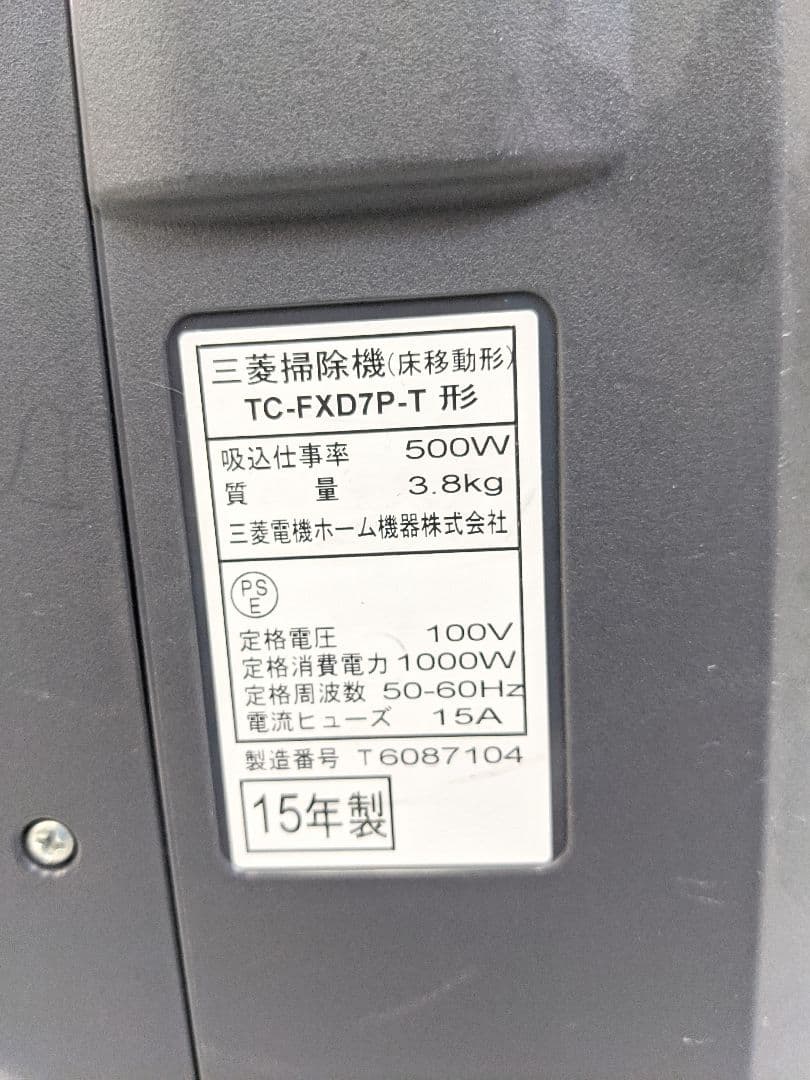 三菱掃除機(床移動形)
TC-FXD7P-T 形
吸込仕事率 500W
質 量 3.8kg
三菱電機ホーム機器株式会社
PS
E
定格電圧 100V
定格消費電力 1000W
定格周波数 50-60Hz
電流ヒューズ 15A
製造番号 T6087104
15年製